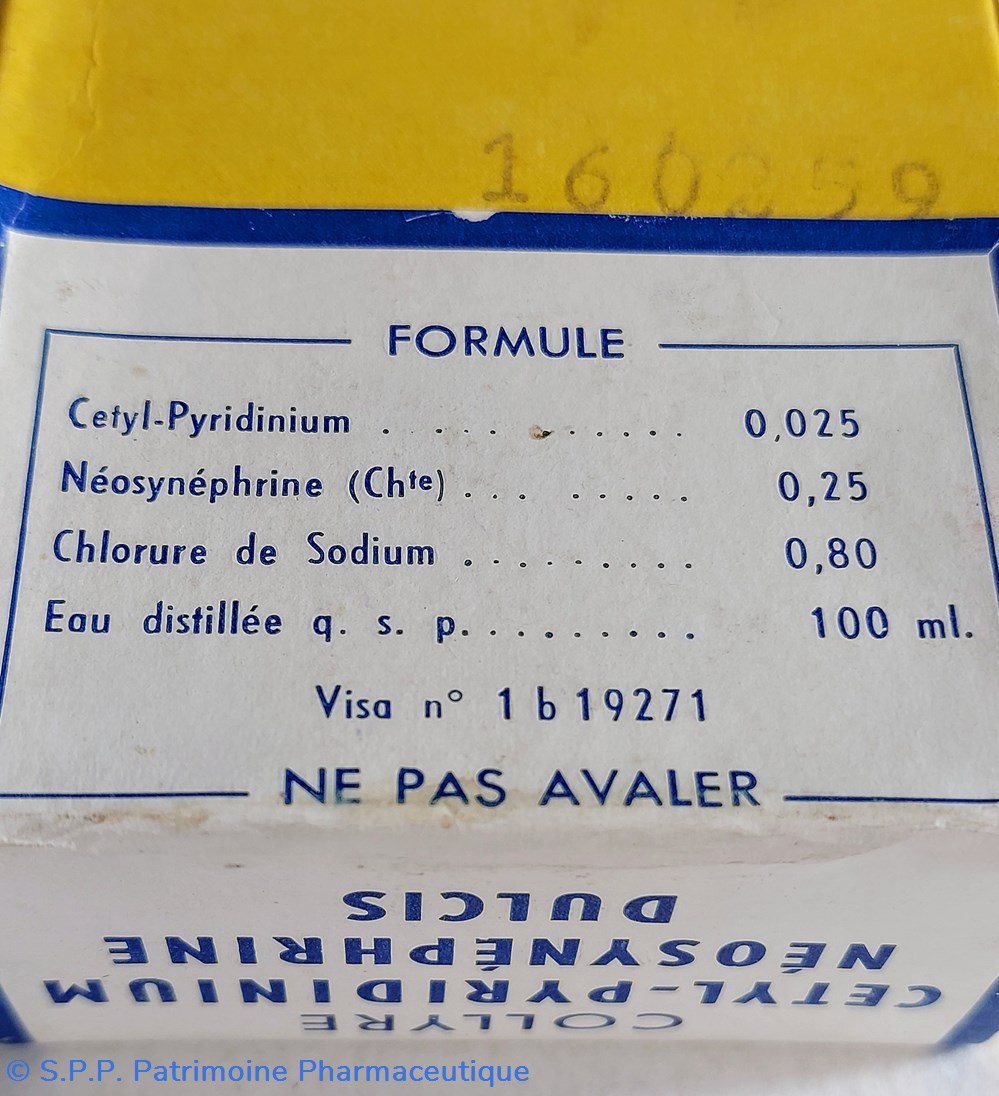 160259
FORMULE
Cetyl-Pyridinium . . . . . . . . . . 0,025
Néosynéphrine (Chte) . . . . . . . . 0,25
Chlorure de Sodium . . . . . . . . . 0,80
Eau distillée q. s. p. . . . . . . . . . 100 ml.
Visa n° 1 b 19271
NE PAS AVALER
COLLYRE
CETYL-PYRIDINIUM
NÉOSYNÉPHRINE
DULCIS
© S.P.P. Patrimoine Pharmaceutique